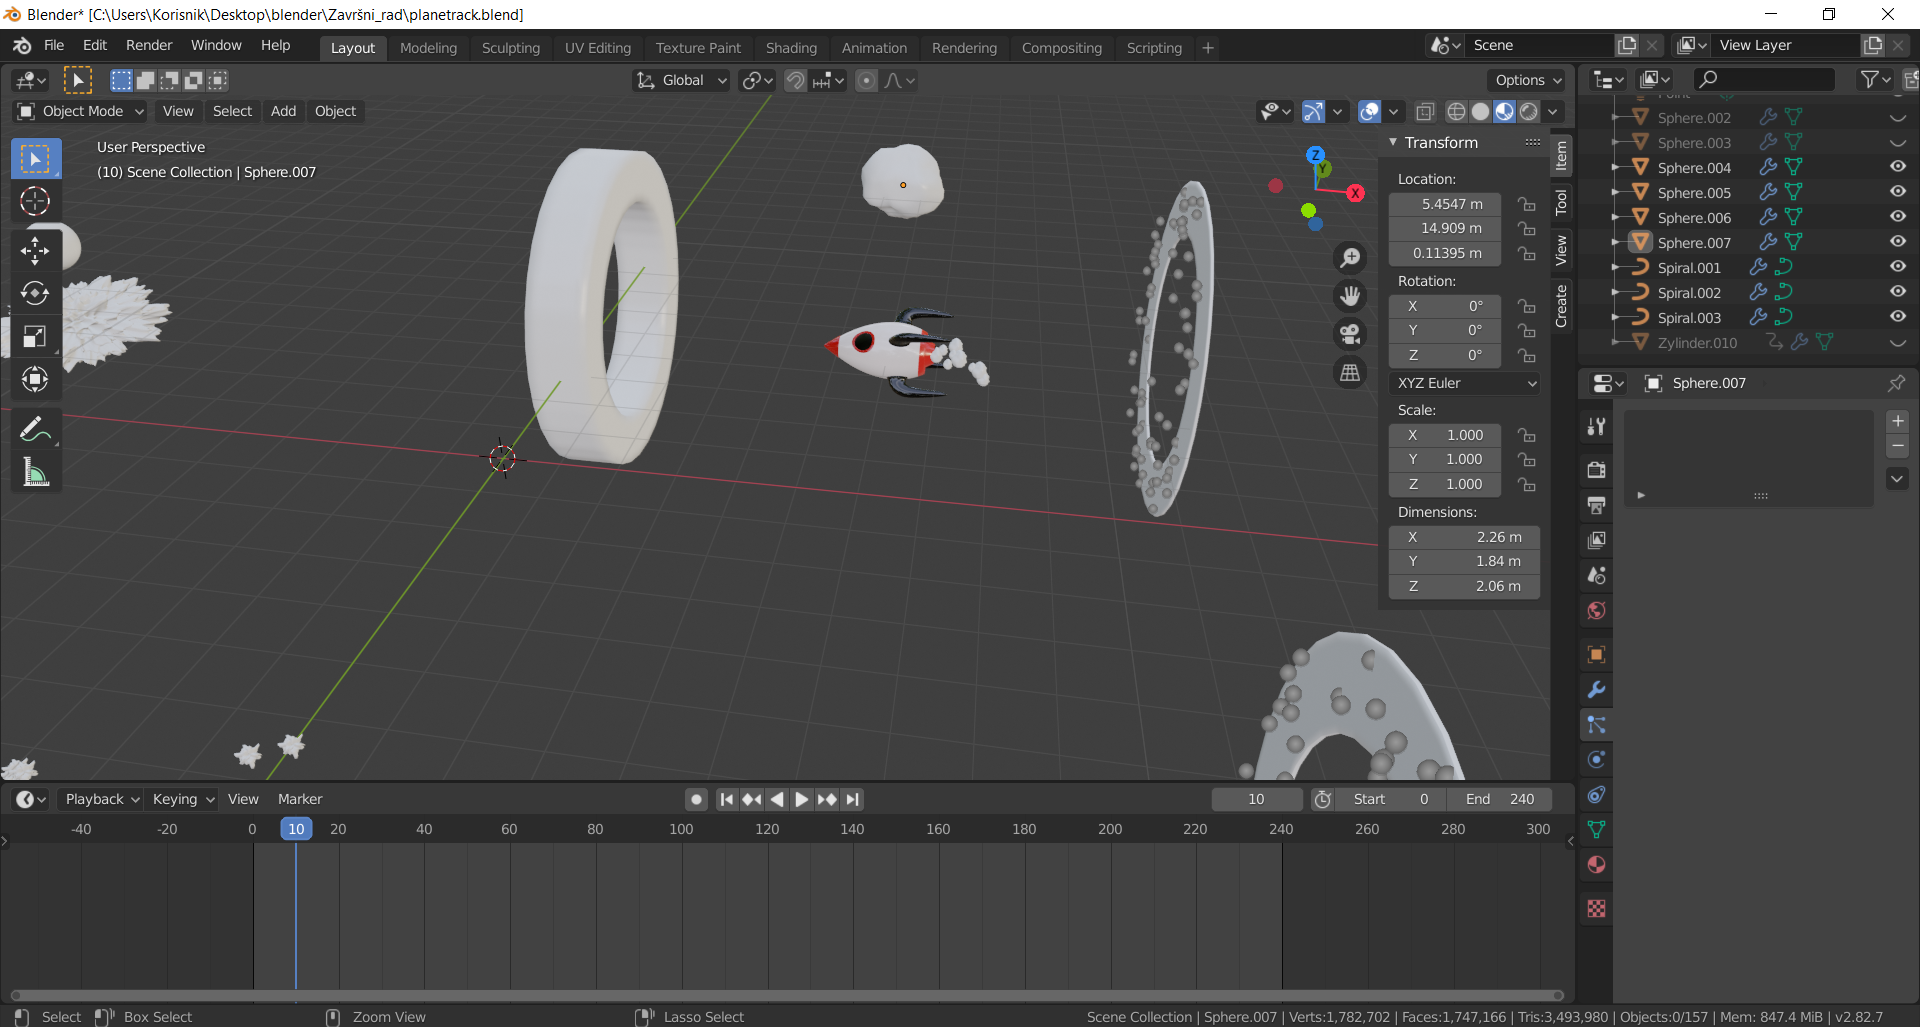 Blender* [C:\Users\Korisnik\Desktop\blender\Završni_rad\planetrack.blend]
File Edit Render Window Help Layout Modeling Sculpting UV Editing Texture Paint Shading Animation Rendering Compositing Scripting + Scene View Layer
Global Options
Object Mode View Select Add Object
User Perspective
(10) Scene Collection | Sphere.007
Z
Y
X
Transform
Location:
5.4547 m
14.909 m
0.11395 m
Rotation:
X 0°
Y 0°
Z 0°
XYZ Euler
Scale:
X 1.000
Y 1.000
Z 1.000
Dimensions:
X 2.26 m
Y 1.84 m
Z 2.06 m
Item
Tool
View
Create
Point
Sphere.002
Sphere.003
Sphere.004
Sphere.005
Sphere.006
Sphere.007
Spiral.001
Spiral.002
Spiral.003
Zylinder.010
Sphere.007
Playback Keying View Marker 10 Start 0 End 240
-40 -20 0 10 20 40 60 80 100 120 140 160 180 200 220 240 260 280 300
Select Box Select Zoom View Lasso Select Scene Collection | Sphere.007 | Verts:1,782,702 | Faces:1,747,166 | Tris:3,493,980 | Objects:0/157 | Mem: 847.4 MiB | v2.82.7